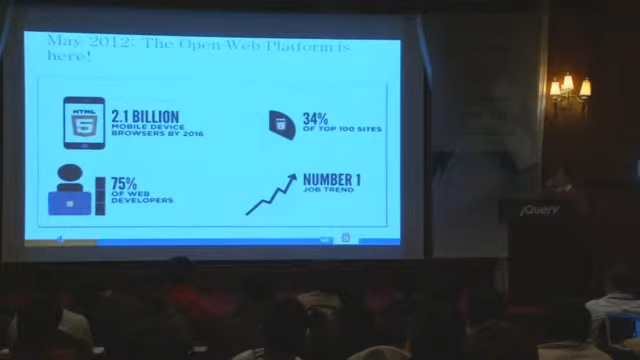 May 2012: The Open Web Platform is
here!
HTML
2.1 BILLION
MOBILE DEVICE
BROWSERS BY 2016
34%
OF TOP 100 SITES
75%
OF WEB
DEVELOPERS
NUMBER 1
JOB TREND
jQuery